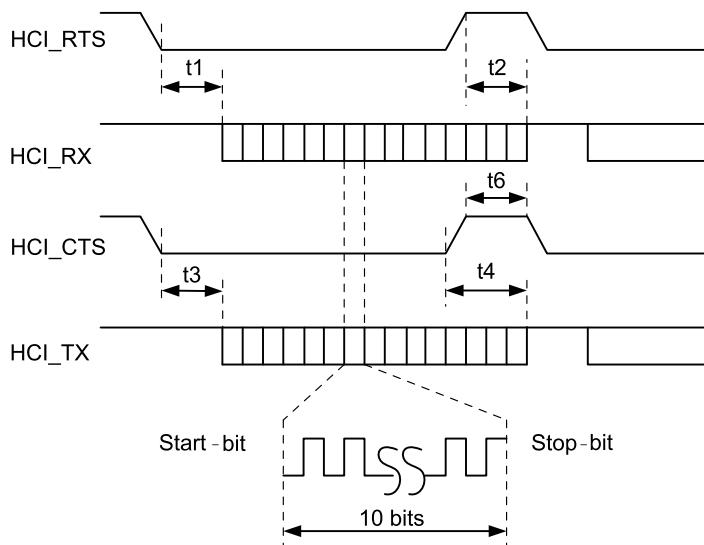 HCI_RTS
t1
t2
HCI_RX
t6
HCI_CTS
t3
t4
HCI_TX
Start-bit
Stop-bit
10 bits